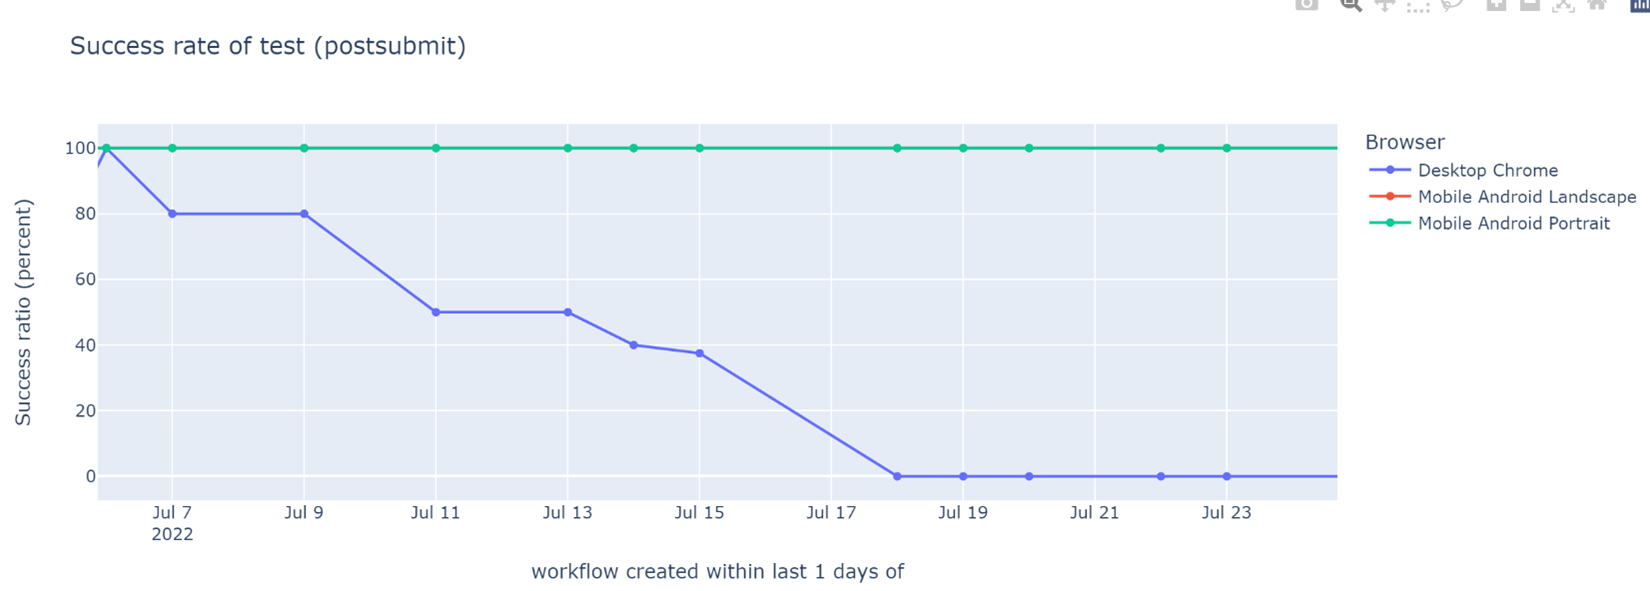 Success rate of test (postsubmit)
Success ratio (percent)
100
80
60
40
20
0
Jul 7
2022
Jul 9
Jul 11
Jul 13
Jul 15
Jul 17
Jul 19
Jul 21
Jul 23
workflow created within last 1 days of
Browser
Desktop Chrome
Mobile Android Landscape
Mobile Android Portrait